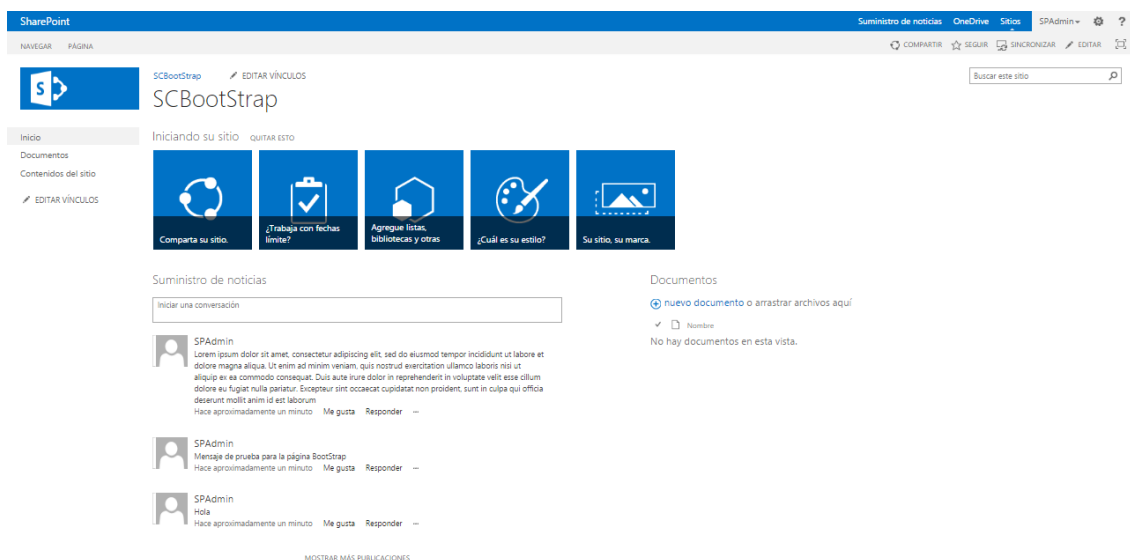 SharePoint
Suministro de noticias OneDrive Sitios SPAdmin ?
NAVEGAR PÁGINA
COMPARTIR SEGUIR SINCRONIZAR EDITAR
S
SCBootStrap EDITAR VÍNCULOS
SCBootStrap
Buscar este sitio
Inicio
Documentos
Contenidos del sitio
EDITAR VÍNCULOS
Iniciando su sitio QUITAR ESTO
Comparta su sitio.
¿Trabaja con fechas
límite?
Agregue listas,
bibliotecas y otras
¿Cuál es su estilo?
Su sitio, su marca.
Suministro de noticias
Iniciar una conversación
SPAdmin
Lorem ipsum dolor sit amet, consectetur adipiscing elit, sed do eiusmod tempor incididunt ut labore et
dolore magna aliqua. Ut enim ad minim veniam, quis nostrud exercitation ullamco laboris nisi ut
aliquip ex ea commodo consequat. Duis aute irure dolor in reprehenderit in voluptate velit esse cillum
dolore eu fugiat nulla pariatur. Excepteur sint occaecat cupidatat non proident, sunt in culpa qui officia
deserunt mollit anim id est laborum
Hace aproximadamente un minuto Me gusta Responder ···
SPAdmin
Mensaje de prueba para la página BootStrap
Hace aproximadamente un minuto Me gusta Responder ···
SPAdmin
Hola
Hace aproximadamente un minuto Me gusta Responder ···
MOSTRAR MÁS PUBLICACIONES
Documentos
nuevo documento o arrastrar archivos aquí
Nombre
No hay documentos en esta vista.